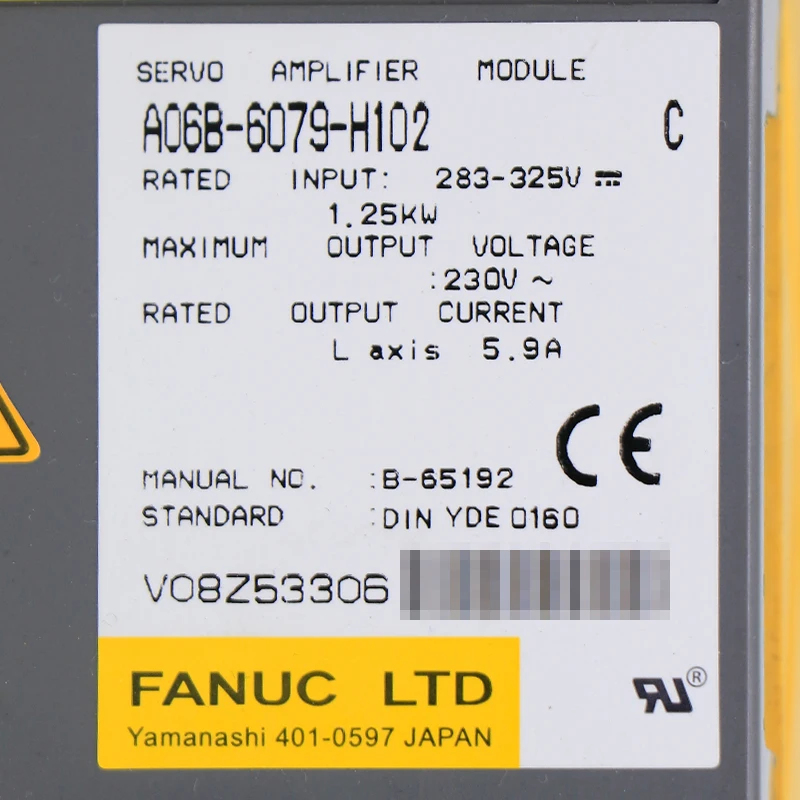 SERVO AMPLIFIER MODULE
A06B-6079-H102 C
RATED INPUT: 283-325V ⎓
1.25KW
MAXIMUM OUTPUT VOLTAGE
:230V ~
RATED OUTPUT CURRENT
L axis 5.9A
CE
MANUAL NO. :B-65192
STANDARD :DIN YDE 0160
V08Z53306
FANUC LTD
Yamanashi 401-0597 JAPAN
RU®